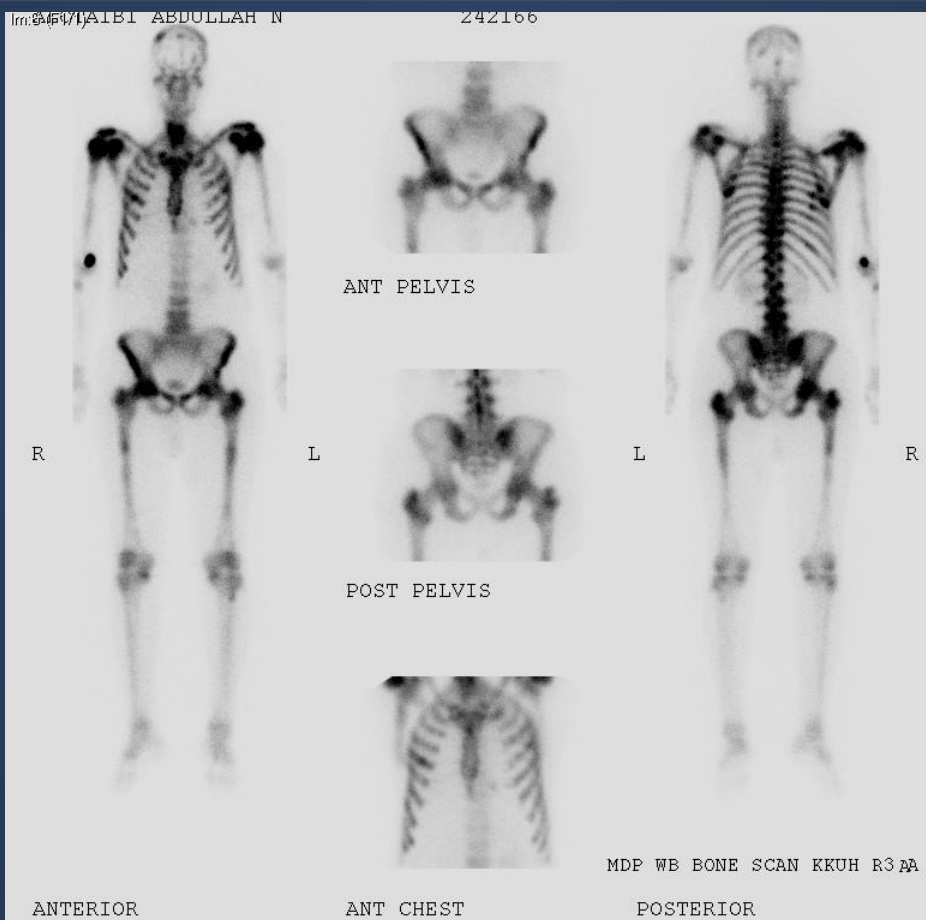 ABDULLAH N 242166
ANT PELVIS
R L L R
POST PELVIS
MDP WB BONE SCAN KKUH R3
ANTERIOR ANT CHEST POSTERIOR